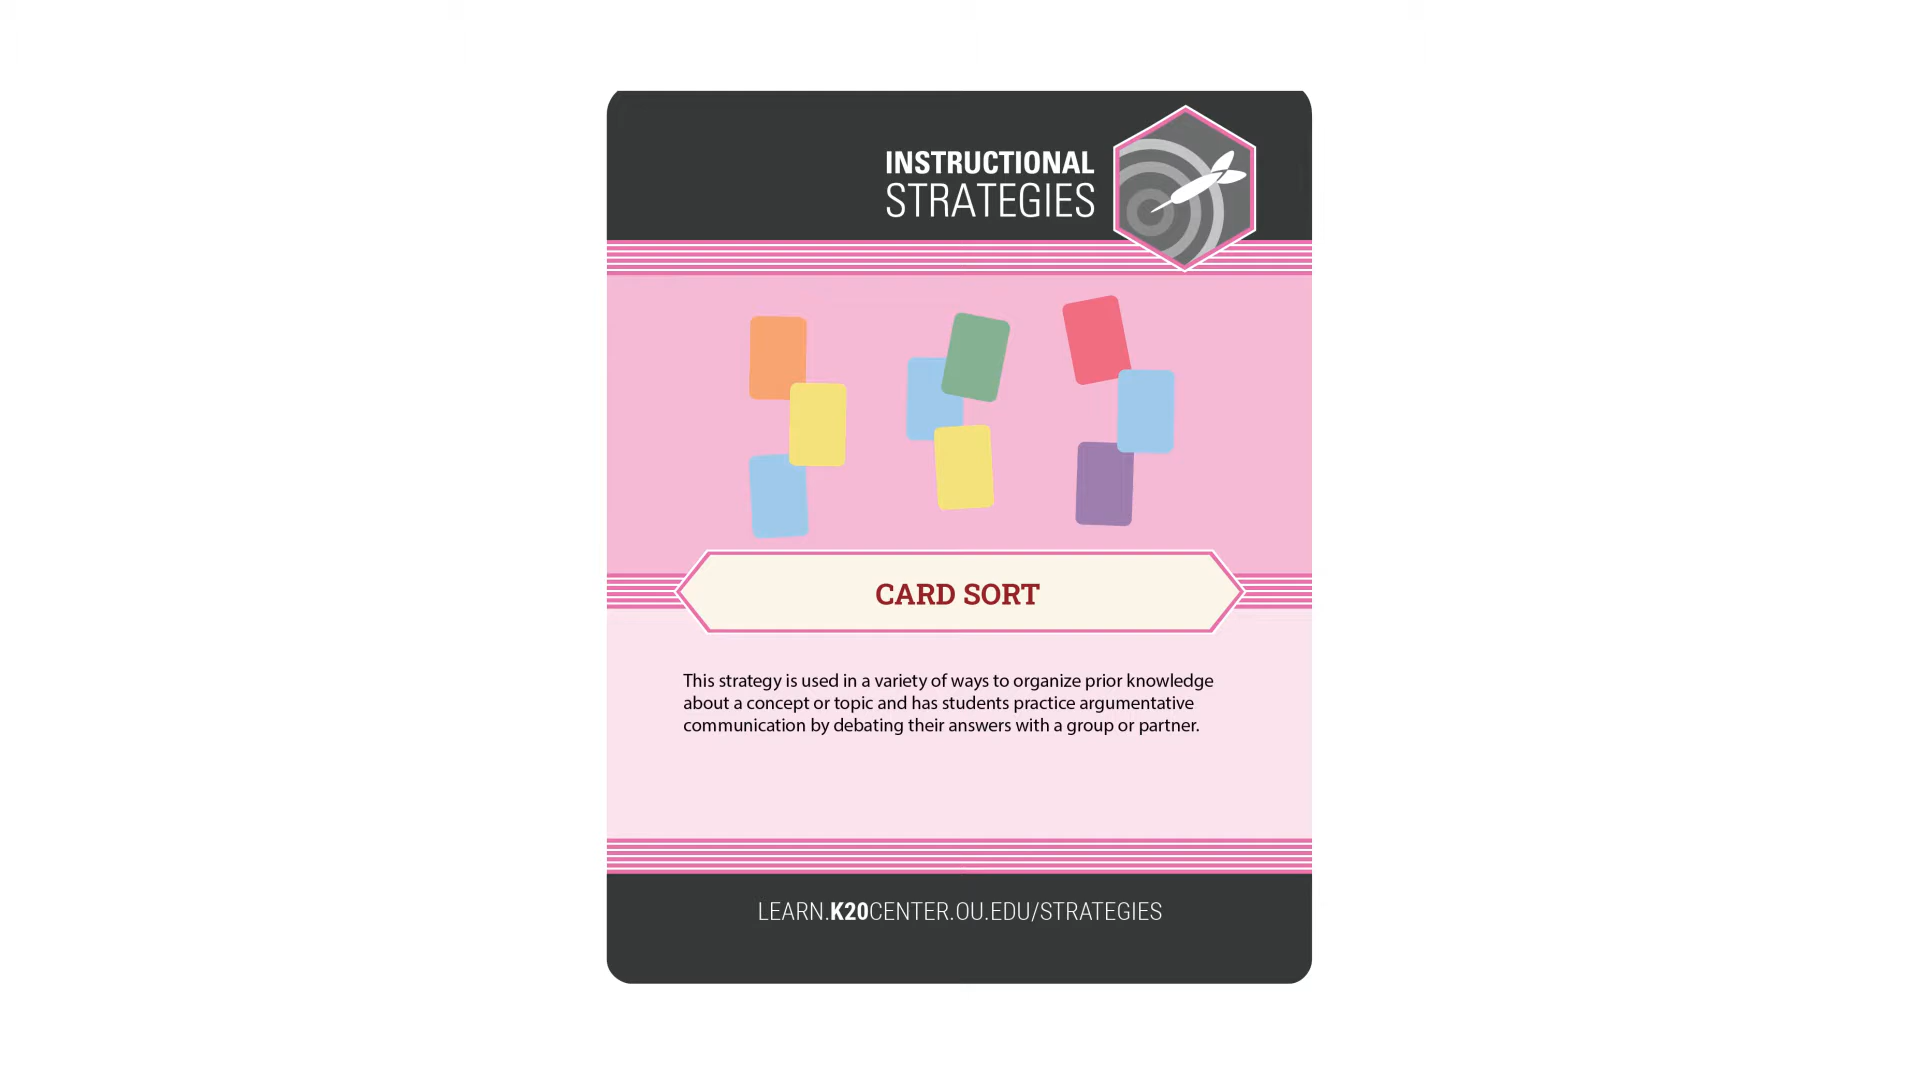 INSTRUCTIONAL
STRATEGIES
CARD SORT
This strategy is used in a variety of ways to organize prior knowledge
about a concept or topic and has students practice argumentative
communication by debating their answers with a group or partner.
LEARN.K20CENTER.OU.EDU/STRATEGIES